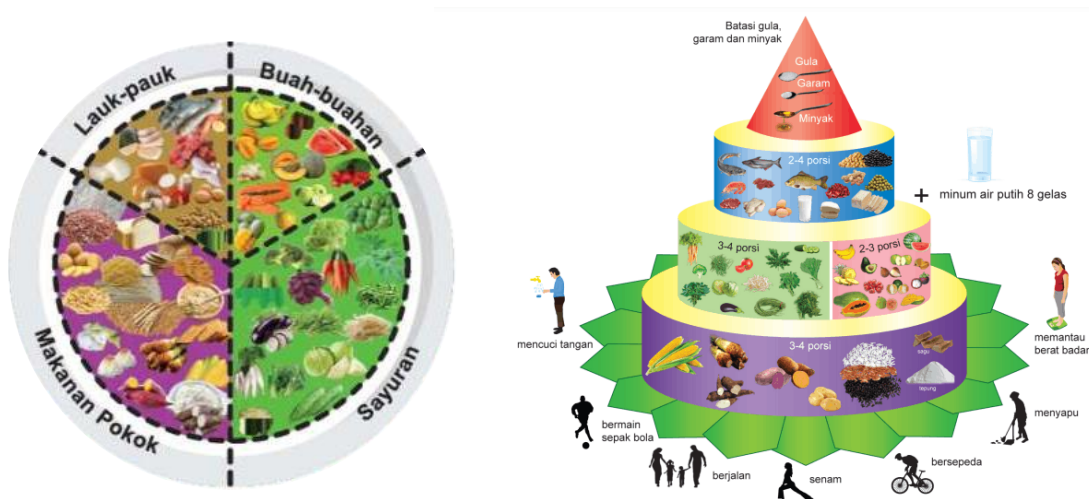 Lauk-pauk
Buah-buahan
Makanan Pokok
Sayuran
Batasi gula,
garam dan minyak
Gula
Garam
Minyak
2-4 porsi
+
minum air putih 8 gelas
3-4 porsi
2-3 porsi
mencuci tangan
memantau
berat badan
3-4 porsi
sagu
tepung
bermain
sepak bola
berjalan
senam
bersepeda
menyapu